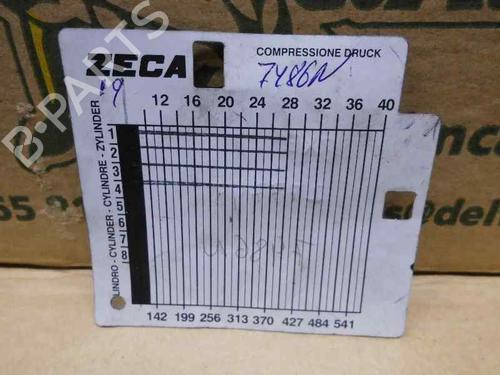 ZECA
COMPRESSIONE DRUCK
7486N
12 16 20 24 28 32 36 40
CILINDRO - CYLINDER - CYLINDRE - ZYLINDER
1
2
3
4
5
6
7
8
142 199 256 313 370 427 484 541
B-PARTS